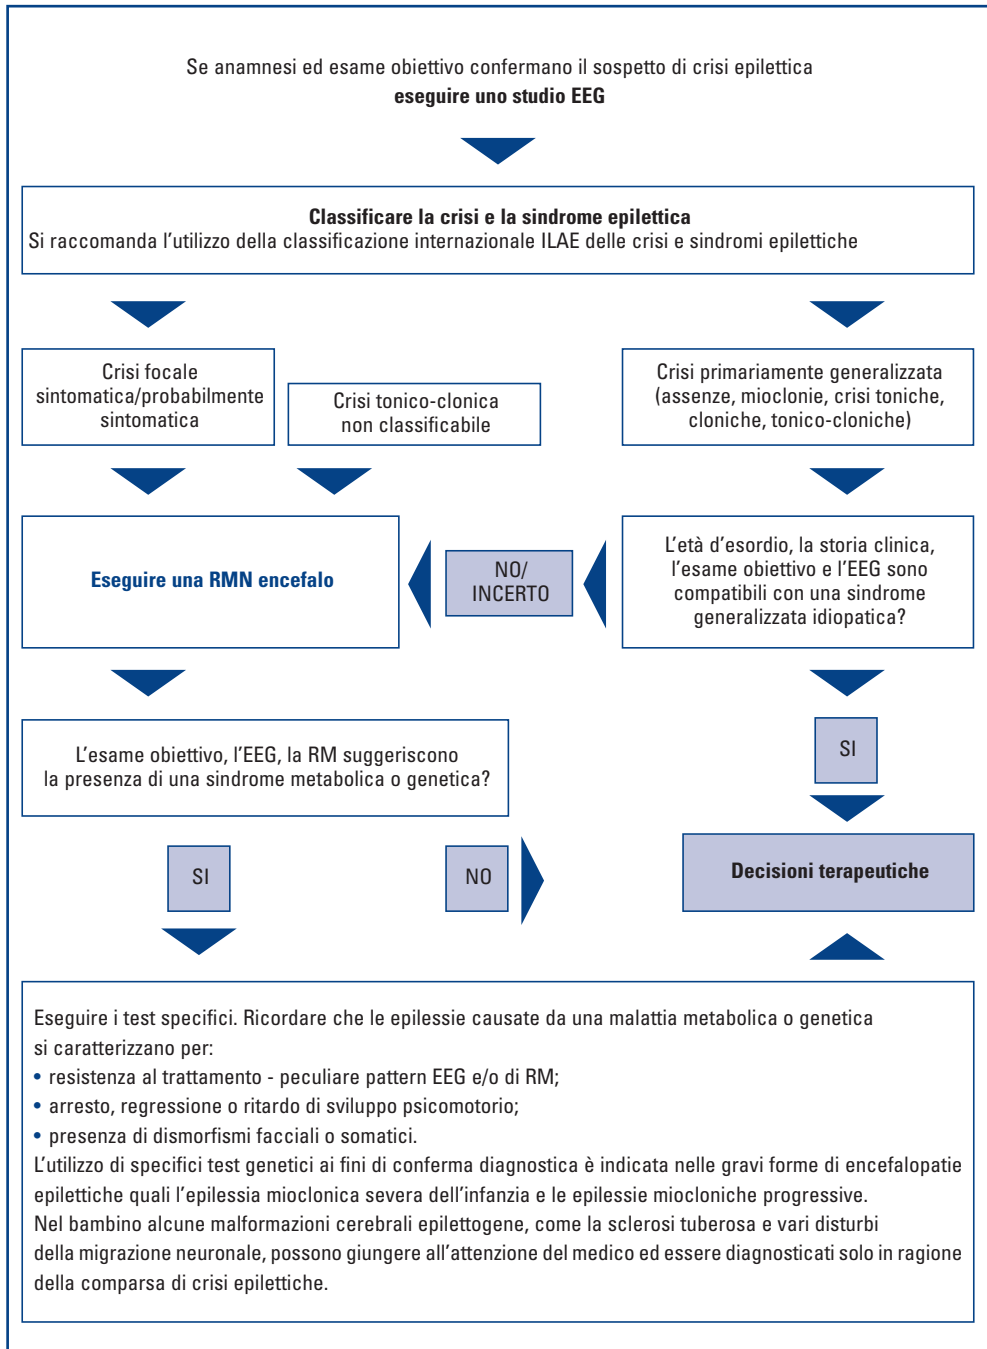 Se anamnesi ed esame obiettivo confermano il sospetto di crisi epilettica
eseguire uno studio EEG
Classificare la crisi e la sindrome epilettica
Si raccomanda l'utilizzo della classificazione internazionale ILAE delle crisi e sindromi epilettiche
Crisi focale
sintomatica/probabilmente
sintomatica
Crisi tonico-clonica
non classificabile
Crisi primariamente generalizzata
(assenze, mioclonie, crisi toniche,
cloniche, tonico-cloniche)
Eseguire una RMN encefalo
NO/
INCERTO
L'età d'esordio, la storia clinica,
l'esame obiettivo e l'EEG sono
compatibili con una sindrome
generalizzata idiopatica?
L'esame obiettivo, l'EEG, la RM suggeriscono
la presenza di una sindrome metabolica o genetica?
SI
SI
NO
Decisioni terapeutiche
Eseguire i test specifici. Ricordare che le epilessie causate da una malattia metabolica o genetica
si caratterizzano per:
• resistenza al trattamento - peculiare pattern EEG e/o di RM;
• arresto, regressione o ritardo di sviluppo psicomotorio;
• presenza di dismorfismi facciali o somatici.
L'utilizzo di specifici test genetici ai fini di conferma diagnostica è indicata nelle gravi forme di encefalopatie
epilettiche quali l'epilessia mioclonica severa dell'infanzia e le epilessie miocloniche progressive.
Nel bambino alcune malformazioni cerebrali epilettogene, come la sclerosi tuberosa e vari disturbi
della migrazione neuronale, possono giungere all'attenzione del medico ed essere diagnosticati solo in ragione
della comparsa di crisi epilettiche.